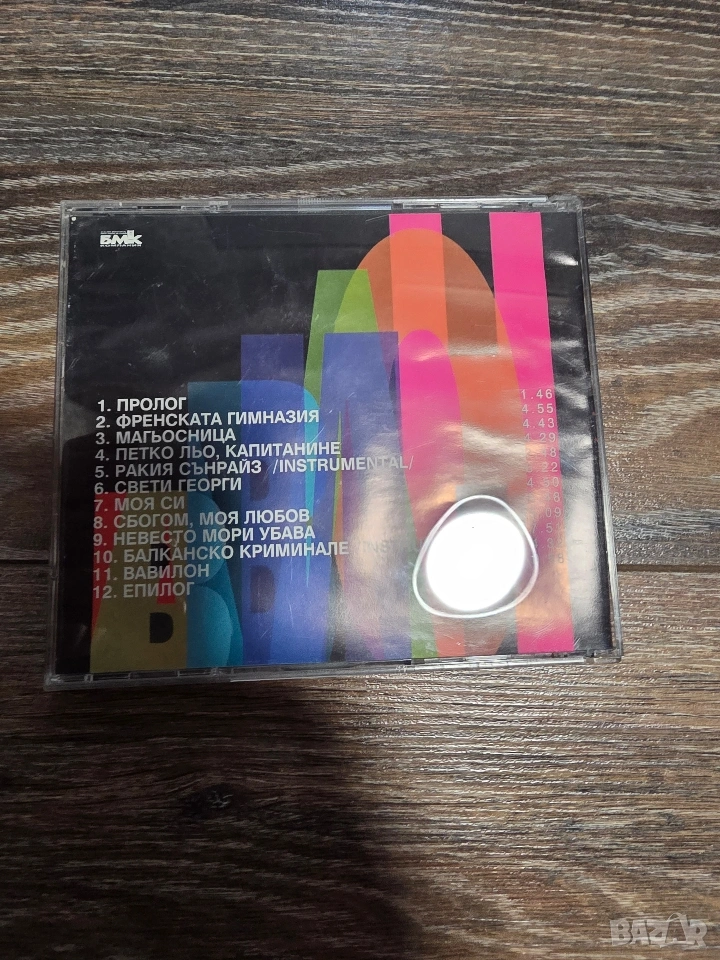 БМК
КОМПАНИЯ
1. ПРОЛОГ 1.46
2. ФРЕНСКАТА ГИМНАЗИЯ 4.55
3. МАГЬОСНИЦА 4.43
4. ПЕТКО ЛЬО, КАПИТАНИНЕ
5. РАКИЯ СЪНРАЙЗ /INSTRUMENTAL/
6. СВЕТИ ГЕОРГИ
7. МОЯ СИ
8. СБОГОМ, МОЯ ЛЮБОВ
9. НЕВЕСТО МОРИ УБАВА
10. БАЛКАНСКО КРИМИНАЛЕ
11. ВАВИЛОН
12. ЕПИЛОГ
BAZAR